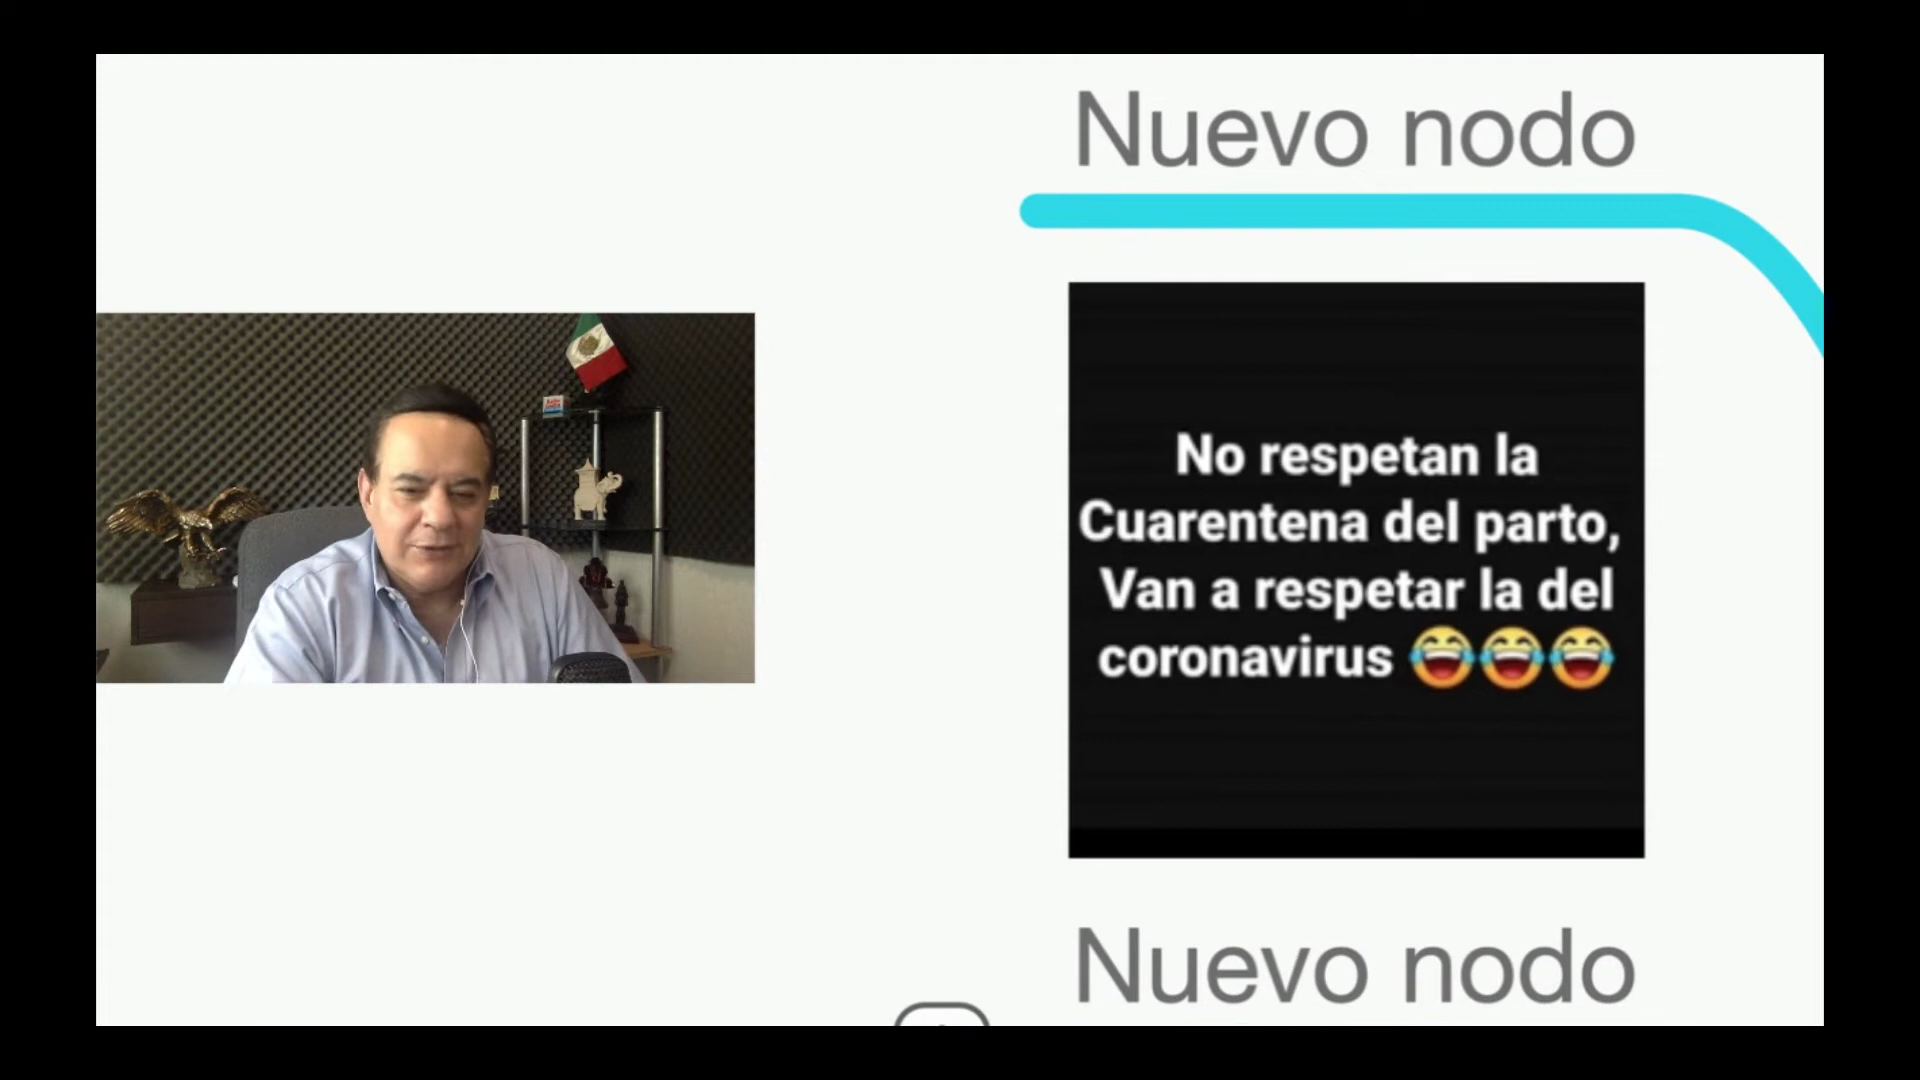 Nuevo nodo
No respetan la
Cuarentena del parto,
Van a respetar la del
coronavirus 😂😂😂
Nuevo nodo